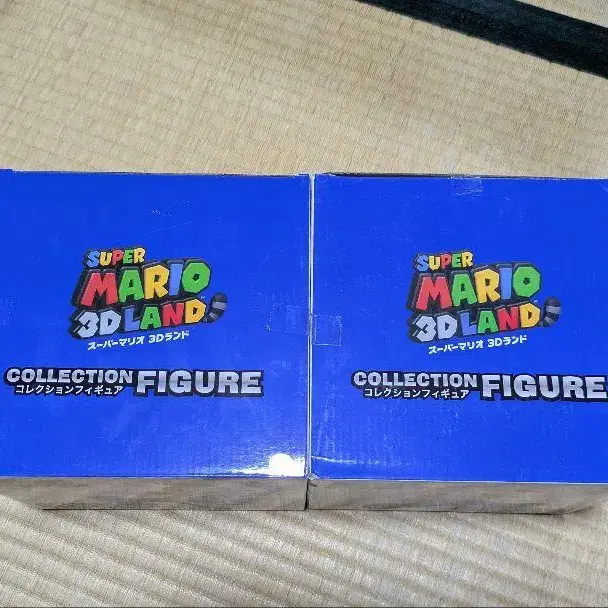 SUPER
MARIO
3D LAND™
スーパーマリオ 3Dランド
COLLECTION FIGURE
コレクションフィギュア
SUPER
MARIO
3D LAND
スーパーマリオ 3Dランド
COLLECTION FIGURE
コレクションフィギュア